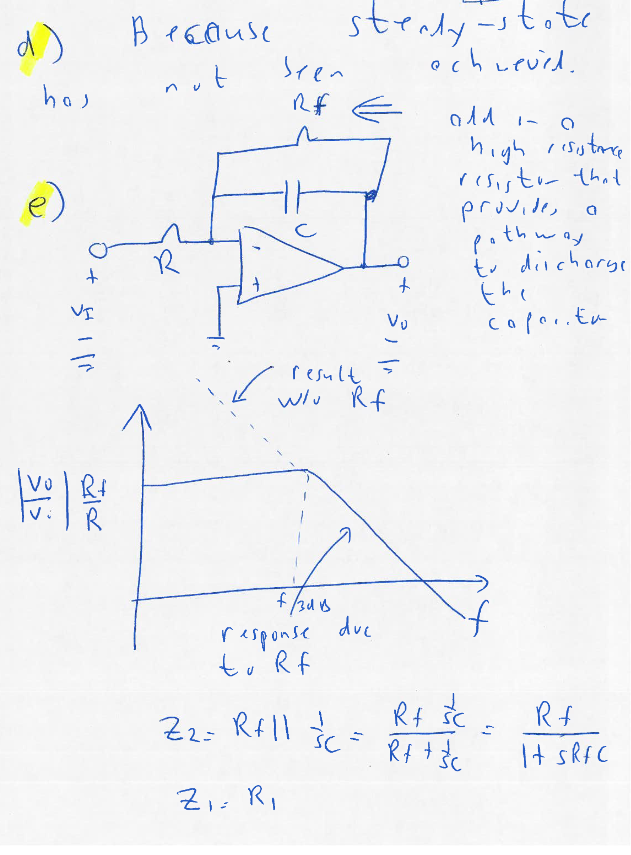 d) Because steady-state
has not been achieved.
Rf ⇐ add in a
high resistance
resistor that
provides a
pathway
to discharge
the
capacitor
e)
C
R
-
+
+
VI
-
+
Vo
-
result
w/o Rf
|Vo/Vi| Rf/R
f/3dB
f
response due
to Rf
Z2 = Rf || 1/sC = (Rf 1/sC)/(Rf + 1/sC) = Rf/(1 + sRfC)
Z1 = R1